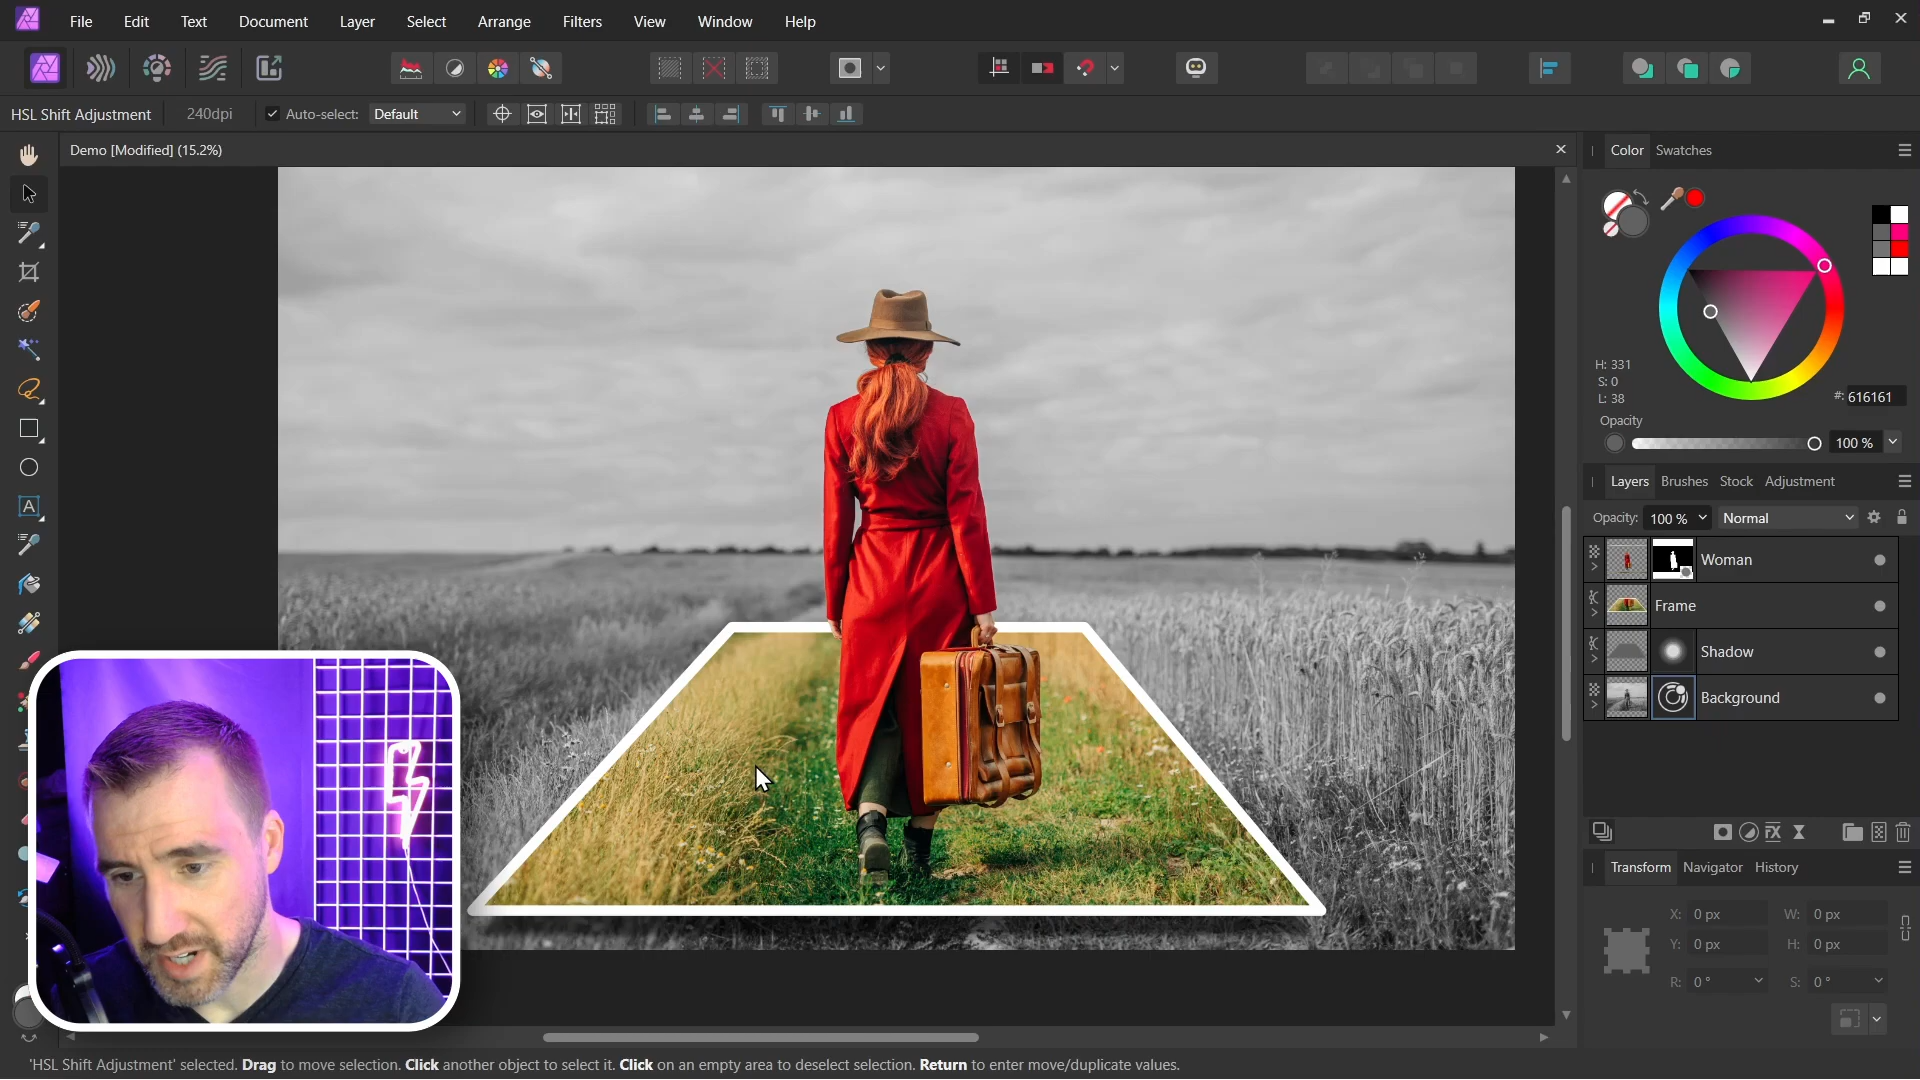 File Edit Text Document Layer Select Arrange Filters View Window Help
HSL Shift Adjustment 240dpi Auto-select: Default
Demo [Modified] (15.2%)
Color Swatches
H: 331
S: 0
L: 38
#: 616161
Opacity
100 %
A
Layers Brushes Stock Adjustment
Opacity: 100 % Normal
Woman
Frame
Shadow
Background
FX
Transform Navigator History
X: 0 px W: 0 px
Y: 0 px H: 0 px
R: 0 ° S: 0 °
'HSL Shift Adjustment' selected. Drag to move selection. Click another object to select it. Click on an empty area to deselect selection. Return to enter move/duplicate values.